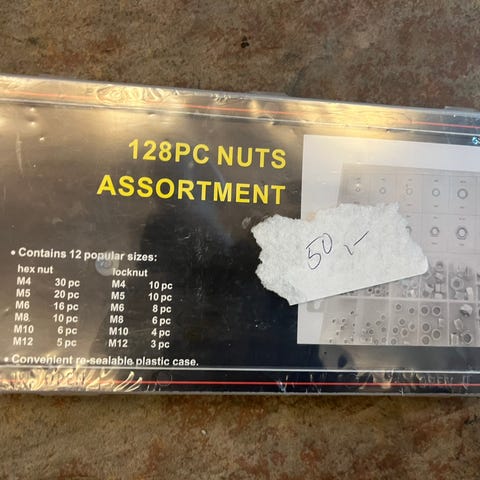 128PC NUTS
ASSORTMENT
50,-
• Contains 12 popular sizes:
hex nut locknut
M4 30 pc M4 10 pc
M5 20 pc M5 10 pc
M6 16 pc M6 8 pc
M8 10 pc M8 6 pc
M10 6 pc M10 4 pc
M12 5 pc M12 3 pc
• Convenient re-sealable plastic case.